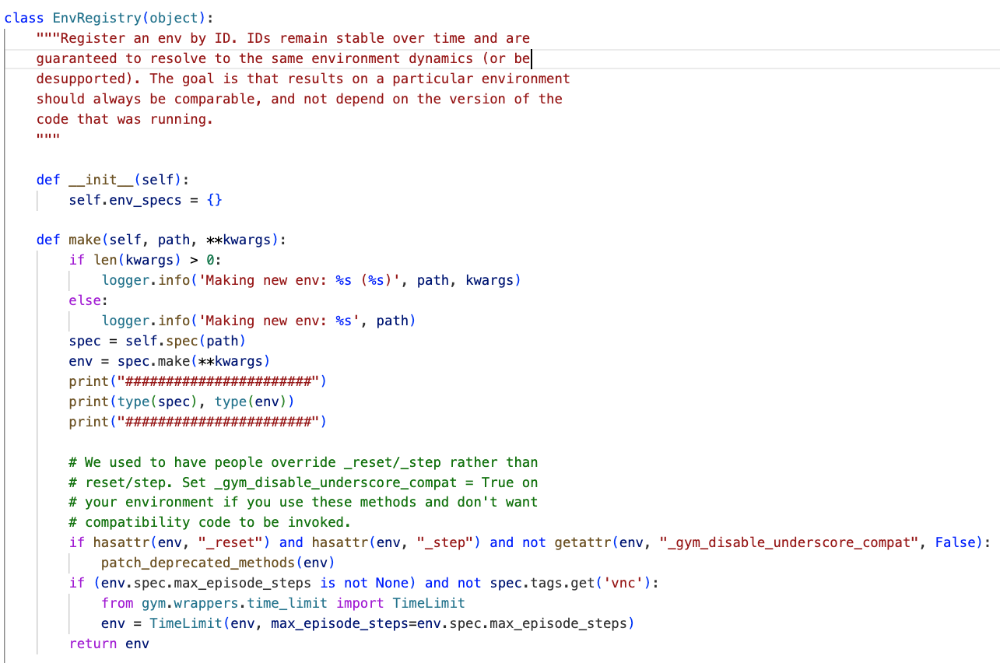 class EnvRegistry(object):
    """Register an env by ID. IDs remain stable over time and are
    guaranteed to resolve to the same environment dynamics (or be
    desupported). The goal is that results on a particular environment
    should always be comparable, and not depend on the version of the
    code that was running.
    """
    def __init__(self):
        self.env_specs = {}
    def make(self, path, **kwargs):
        if len(kwargs) > 0:
            logger.info('Making new env: %s (%s)', path, kwargs)
        else:
            logger.info('Making new env: %s', path)
        spec = self.spec(path)
        env = spec.make(**kwargs)
        print("#######################")
        print(type(spec), type(env))
        print("#######################")
        # We used to have people override _reset/_step rather than
        # reset/step. Set _gym_disable_underscore_compat = True on
        # your environment if you use these methods and don't want
        # compatibility code to be invoked.
        if hasattr(env, "_reset") and hasattr(env, "_step") and not getattr(env, "_gym_disable_underscore_compat", False):
            patch_deprecated_methods(env)
        if (env.spec.max_episode_steps is not None) and not spec.tags.get('vnc'):
            from gym.wrappers.time_limit import TimeLimit
            env = TimeLimit(env, max_episode_steps=env.spec.max_episode_steps)
        return env